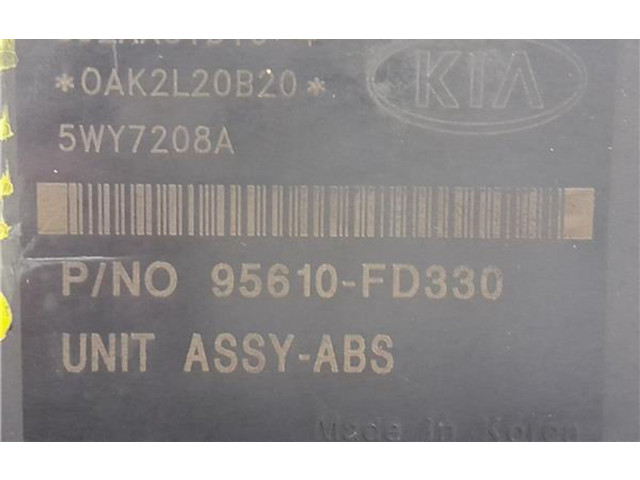 *OAK2L20B20*
KIA
5WY7208A
P/NO 95610-FD330
UNIT ASSY-ABS
Made In Korea